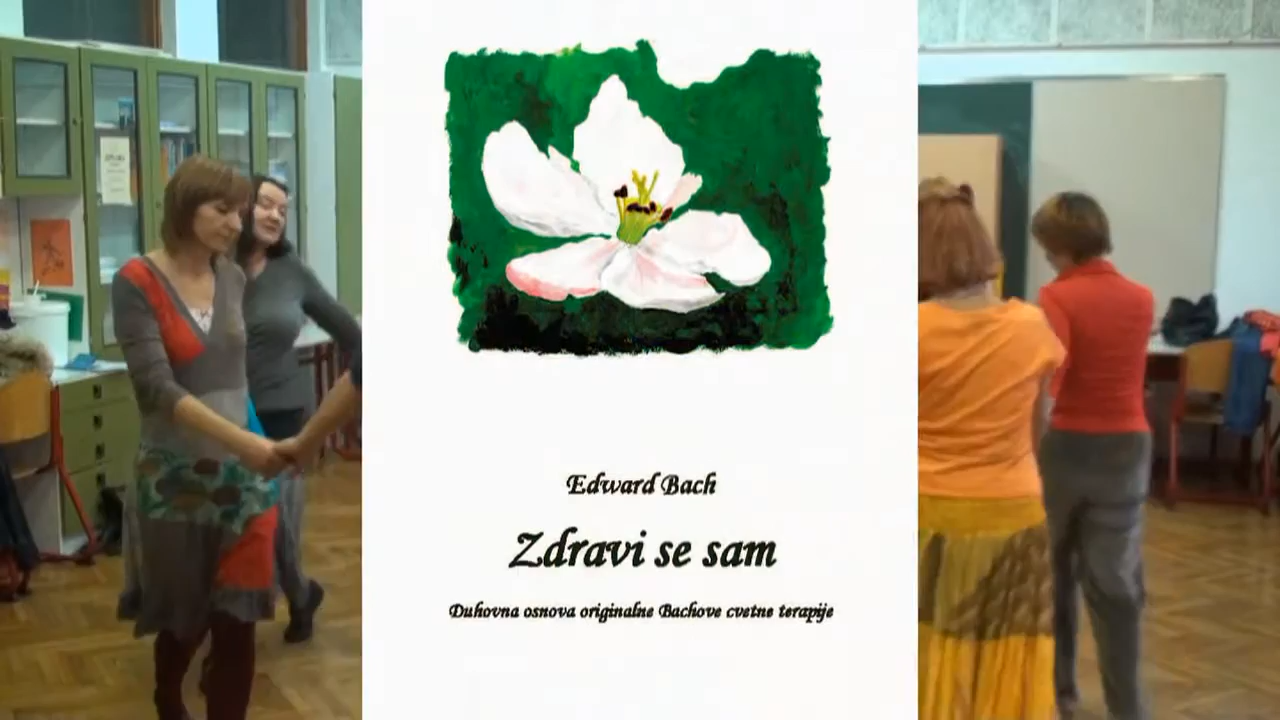 Edward Bach
Zdravi se sam
Duhovna osnova originalne Bachove cvetne terapije